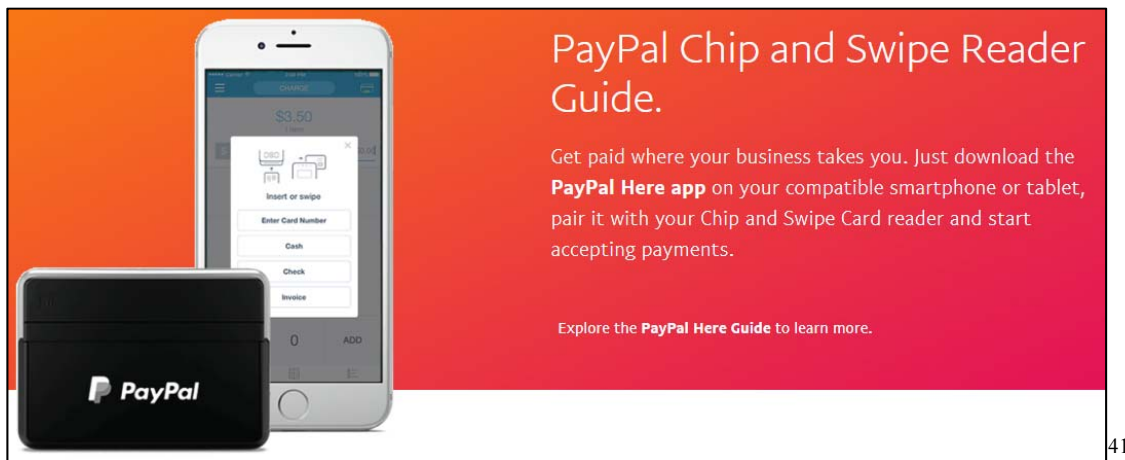 CHARGE
$3.50
Insert or swipe
Enter Card Number
Cash
Check
Invoice
0 ADD
PayPal
PayPal Chip and Swipe Reader
Guide.
Get paid where your business takes you. Just download the
PayPal Here app on your compatible smartphone or tablet,
pair it with your Chip and Swipe Card reader and start
accepting payments.
Explore the PayPal Here Guide to learn more.
41